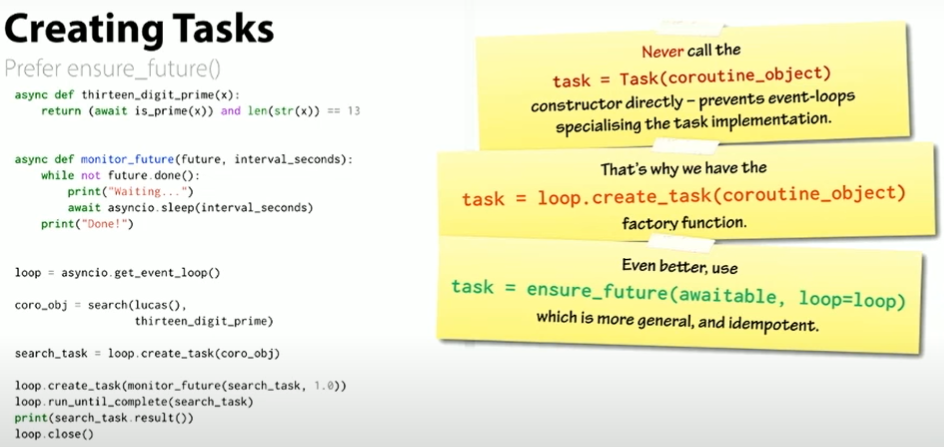 Creating Tasks
Prefer ensure_future()
async def thirteen_digit_prime(x):
    return (await is_prime(x)) and len(str(x)) == 13
async def monitor_future(future, interval_seconds):
    while not future.done():
        print("Waiting...")
        await asyncio.sleep(interval_seconds)
    print("Done!")
loop = asyncio.get_event_loop()
coro_obj = search(lucas(),
                  thirteen_digit_prime)
search_task = loop.create_task(coro_obj)
loop.create_task(monitor_future(search_task, 1.0))
loop.run_until_complete(search_task)
print(search_task.result())
loop.close()
Never call the
task = Task(coroutine_object)
constructor directly – prevents event-loops
specialising the task implementation.
That's why we have the
task = loop.create_task(coroutine_object)
factory function.
Even better, use
task = ensure_future(awaitable, loop=loop)
which is more general, and idempotent.